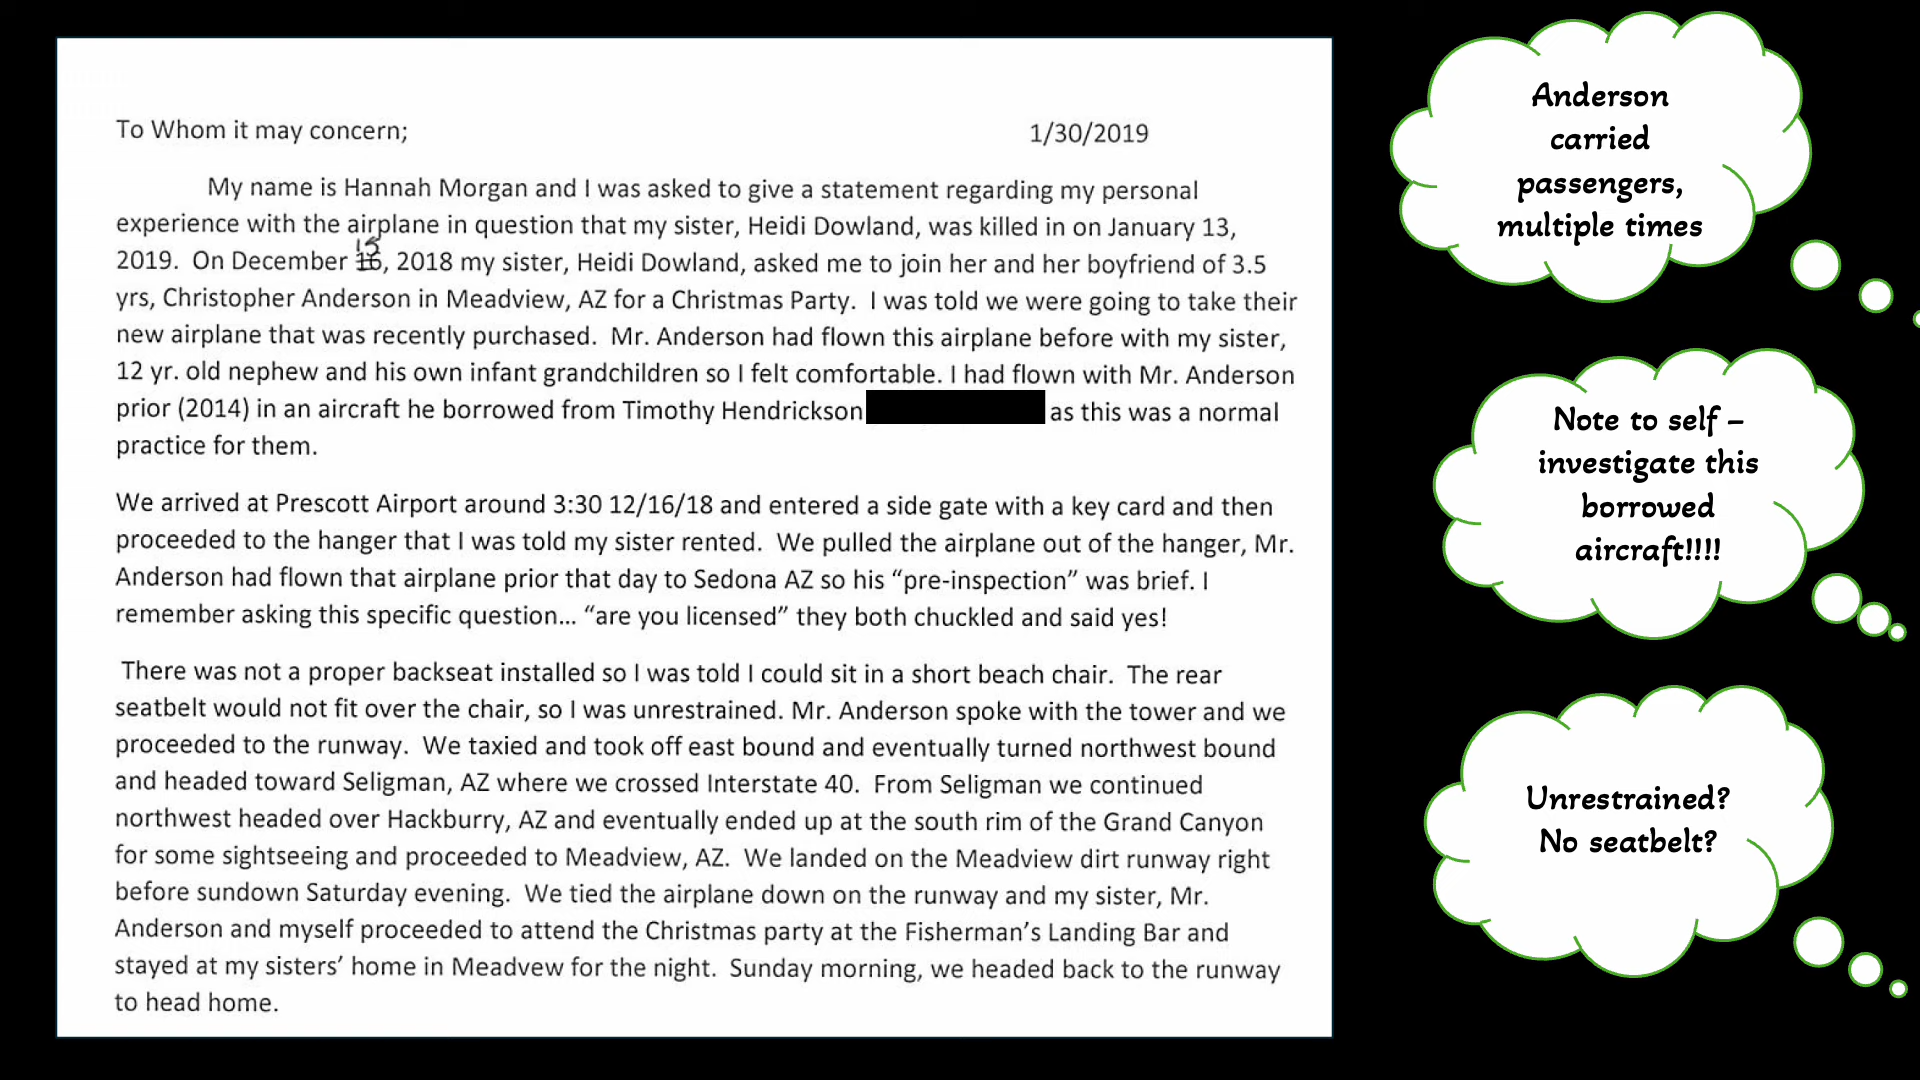 To Whom it may concern; 1/30/2019
My name is Hannah Morgan and I was asked to give a statement regarding my personal
experience with the airplane in question that my sister, Heidi Dowland, was killed in on January 13,
2019. On December 15, 2018 my sister, Heidi Dowland, asked me to join her and her boyfriend of 3.5
yrs, Christopher Anderson in Meadview, AZ for a Christmas Party. I was told we were going to take their
new airplane that was recently purchased. Mr. Anderson had flown this airplane before with my sister,
12 yr. old nephew and his own infant grandchildren so I felt comfortable. I had flown with Mr. Anderson
prior (2014) in an aircraft he borrowed from Timothy Hendrickson as this was a normal
practice for them.
We arrived at Prescott Airport around 3:30 12/16/18 and entered a side gate with a key card and then
proceeded to the hanger that I was told my sister rented. We pulled the airplane out of the hanger, Mr.
Anderson had flown that airplane prior that day to Sedona AZ so his “pre-inspection” was brief. I
remember asking this specific question... “are you licensed” they both chuckled and said yes!
There was not a proper backseat installed so I was told I could sit in a short beach chair. The rear
seatbelt would not fit over the chair, so I was unrestrained. Mr. Anderson spoke with the tower and we
proceeded to the runway. We taxied and took off east bound and eventually turned northwest bound
and headed toward Seligman, AZ where we crossed Interstate 40. From Seligman we continued
northwest headed over Hackburry, AZ and eventually ended up at the south rim of the Grand Canyon
for some sightseeing and proceeded to Meadview, AZ. We landed on the Meadview dirt runway right
before sundown Saturday evening. We tied the airplane down on the runway and my sister, Mr.
Anderson and myself proceeded to attend the Christmas party at the Fisherman’s Landing Bar and
stayed at my sisters’ home in Meadvew for the night. Sunday morning, we headed back to the runway
to head home.
Anderson
carried
passengers,
multiple times
Note to self –
investigate this
borrowed
aircraft!!!!
Unrestrained?
No seatbelt?